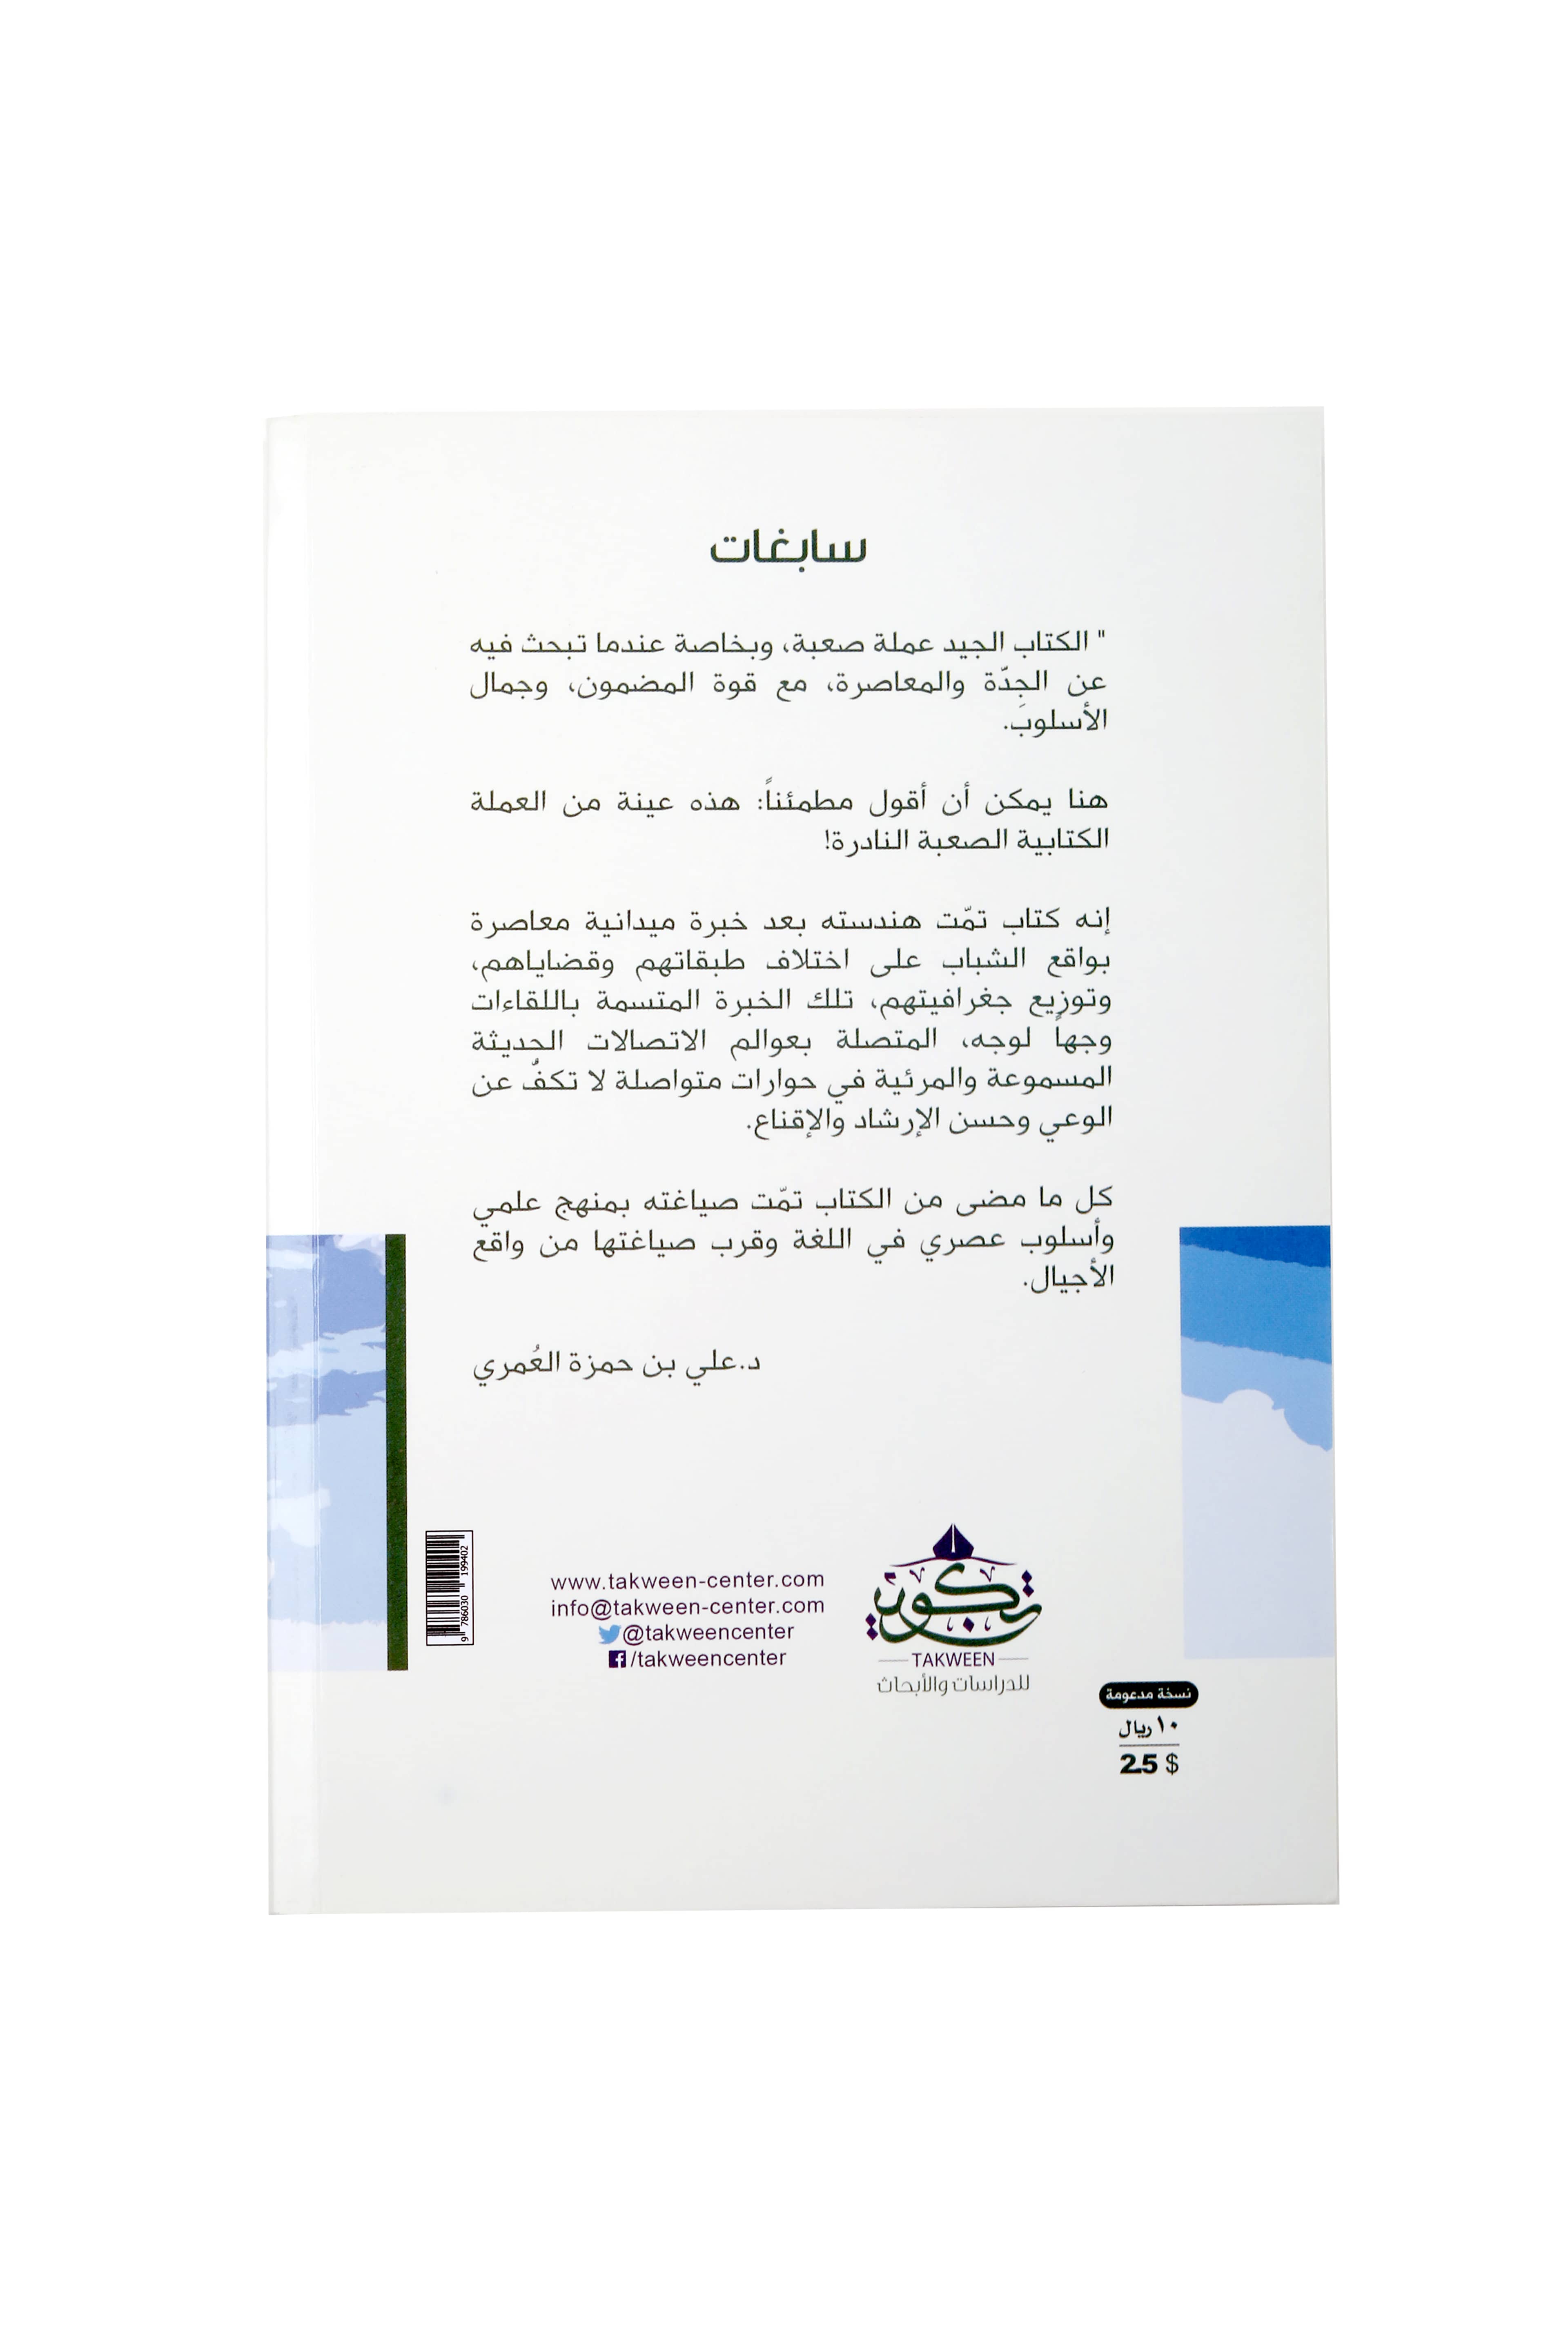 سابغات
" الكتاب الجيد عملة صعبة، وبخاصة عندما تبحث فيه
عن الجِدّة والمعاصرة، مع قوة المضمون، وجمال
الأسلوبَ.
هنا يمكن أن أقول مطمئناً: هذه عينة من العملة
الكتابية الصعبة النادرة!
إنه كتاب تمّت هندسته بعد خبرة ميدانية معاصرة
بواقع الشباب على اختلاف طبقاتهم وقضاياهم،
وتوزيع جغرافيتهم، تلك الخبرة المتسمة باللقاءات
وجهاً لوجه، المتصلة بعوالم الاتصالات الحديثة
المسموعة والمرئية في حوارات متواصلة لا تكفُّ عن
الوعي وحسن الإرشاد والإقناع.
كل ما مضى من الكتاب تمّت صياغته بمنهج علمي
وأسلوب عصري في اللغة وقرب صياغتها من واقع
الأجيال.
د.علي بن حمزة العُمري
تكوين
TAKWEEN
للدراسات والأبحاث
www.takween-center.com
info@takween-center.com
@takweencenter
/takweencenter
9 786030 199402
نسخة مدعومة
١٠ ريال
2.5 $